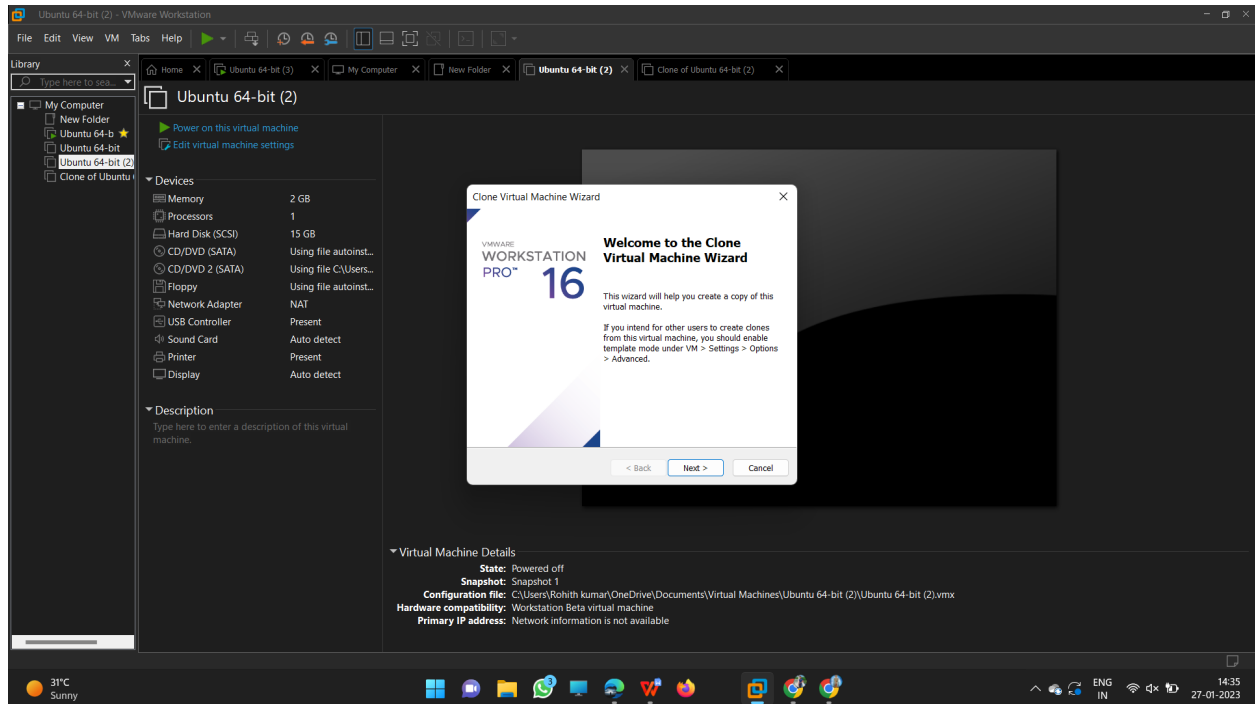 Ubuntu 64-bit (2) - VMware Workstation
File Edit View VM Tabs Help
Library X
Type here to sea...
Home Ubuntu 64-bit (3) My Computer New Folder Ubuntu 64-bit (2) Clone of Ubuntu 64-bit (2)
My Computer
New Folder
Ubuntu 64-b
Ubuntu 64-bit
Ubuntu 64-bit (2)
Clone of Ubuntu
Ubuntu 64-bit (2)
Power on this virtual machine
Edit virtual machine settings
Devices
Memory 2 GB
Processors 1
Hard Disk (SCSI) 15 GB
CD/DVD (SATA) Using file autoinst...
CD/DVD 2 (SATA) Using file C:\Users...
Floppy Using file autoinst...
Network Adapter NAT
USB Controller Present
Sound Card Auto detect
Printer Present
Display Auto detect
Description
Type here to enter a description of this virtual
machine.
Clone Virtual Machine Wizard
VMWARE
WORKSTATION
PRO™ 16
Welcome to the Clone
Virtual Machine Wizard
This wizard will help you create a copy of this
virtual machine.
If you intend for other users to create clones
from this virtual machine, you should enable
template mode under VM > Settings > Options
> Advanced.
< Back Next > Cancel
Virtual Machine Details
State: Powered off
Snapshot: Snapshot 1
Configuration file: C:\Users\Rohith kumar\OneDrive\Documents\Virtual Machines\Ubuntu 64-bit (2)\Ubuntu 64-bit (2).vmx
Hardware compatibility: Workstation Beta virtual machine
Primary IP address: Network information is not available
31°C
Sunny
3
ENG
IN
14:35
27-01-2023